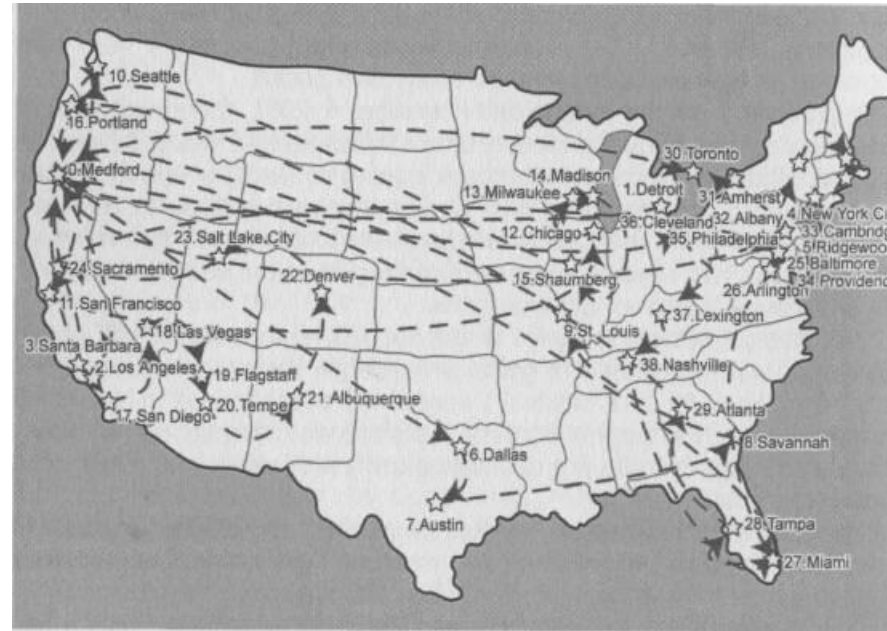 10.Seattle
16.Portland
0.Medford
30.Toronto
14.Madison
13.Milwaukee
1.Detroit
31.Amherst
36.Cleveland
32 Albany
4.New York C
12.Chicago
35.Philadelphia
33 Cambridg
5 Ridgewood
23.Salt Lake City
25.Baltimore
24.Sacramento
22.Denver
15.Shaumberg
26.Arlington
34 Providenc
11.San Francisco
18.Las Vegas
9.St. Louis
37.Lexington
3.Santa Barbara
2.Los Angeles
19.Flagstaff
38.Nashville
17.San Diego
20.Tempe
21.Albuquerque
29.Atlanta
6.Dallas
8.Savannah
7.Austin
28.Tampa
27.Miami